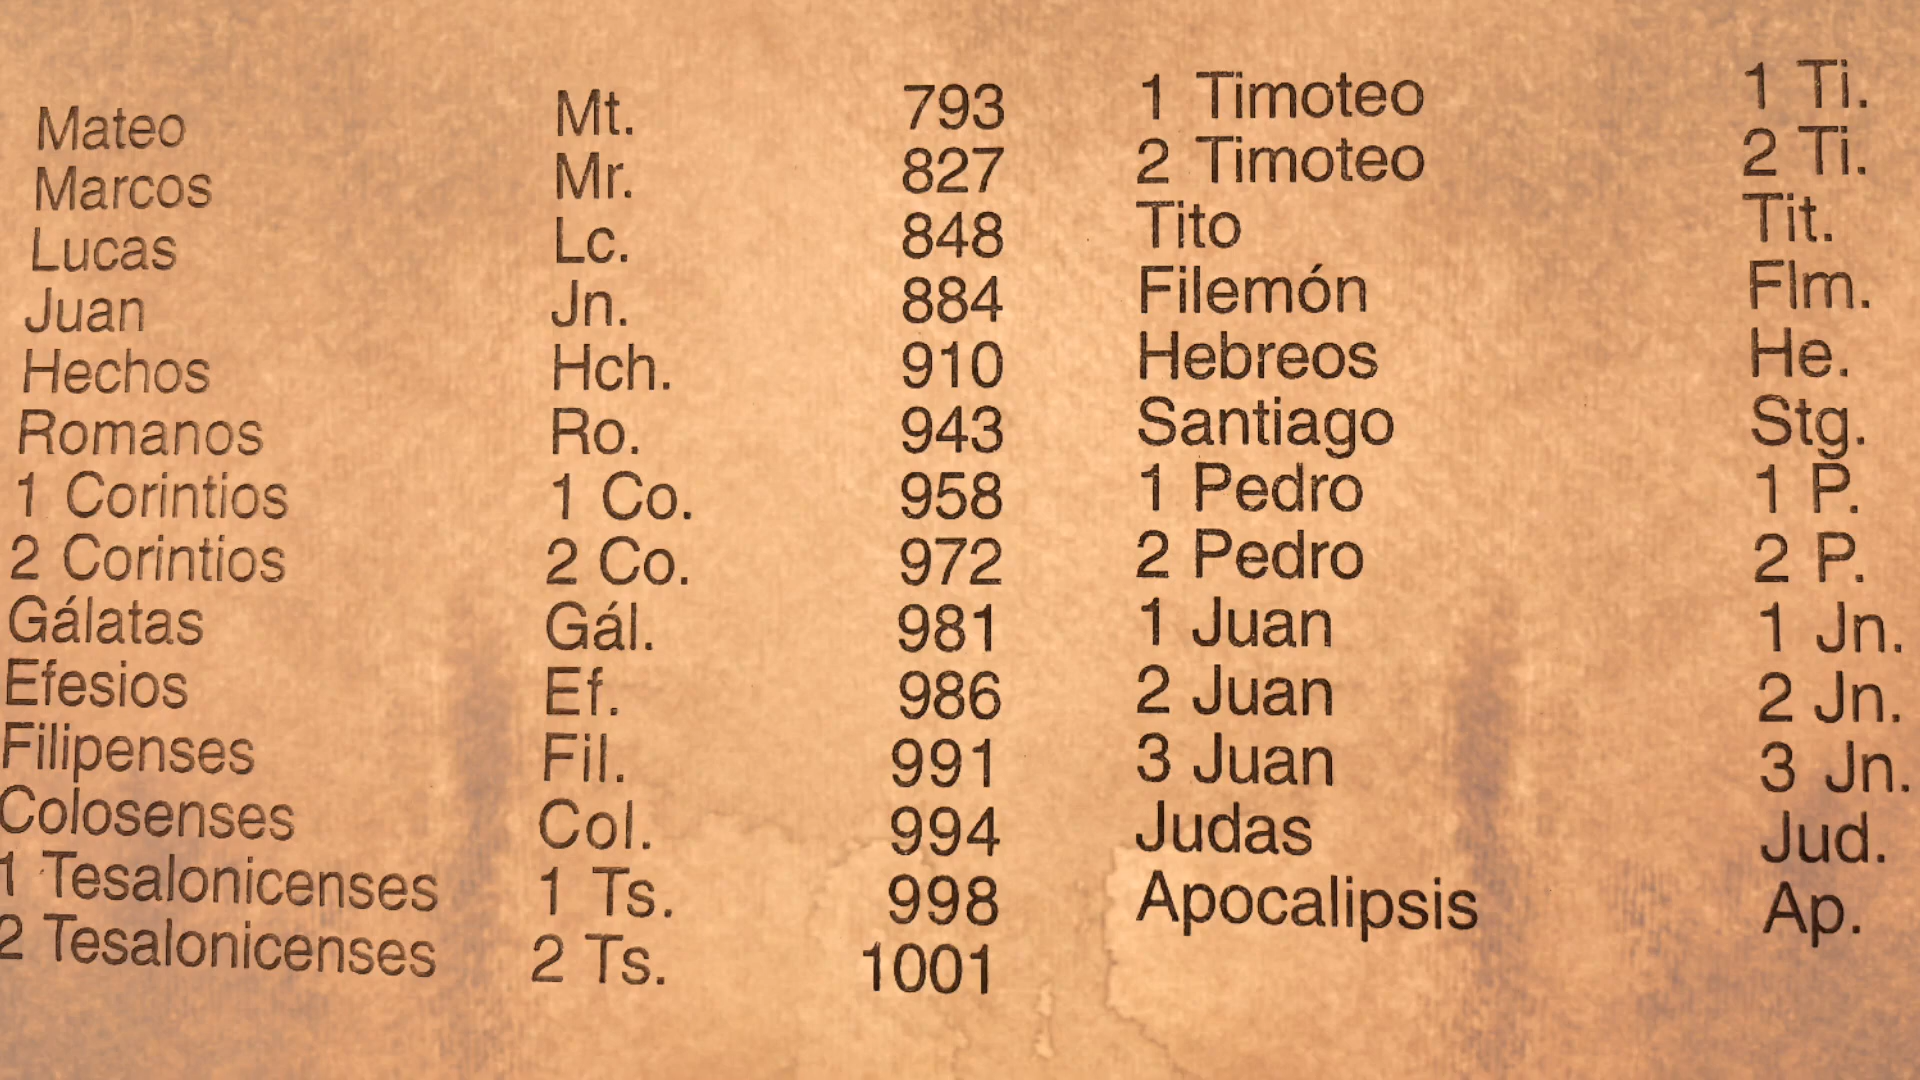 Mateo Mt. 793
Marcos Mr. 827
Lucas Lc. 848
Juan Jn. 884
Hechos Hch. 910
Romanos Ro. 943
1 Corintios 1 Co. 958
2 Corintios 2 Co. 972
Gálatas Gál. 981
Efesios Ef. 986
Filipenses Fil. 991
Colosenses Col. 994
1 Tesalonicenses 1 Ts. 998
2 Tesalonicenses 2 Ts. 1001
1 Timoteo 1 Ti.
2 Timoteo 2 Ti.
Tito Tit.
Filemón Flm.
Hebreos He.
Santiago Stg.
1 Pedro 1 P.
2 Pedro 2 P.
1 Juan 1 Jn.
2 Juan 2 Jn.
3 Juan 3 Jn.
Judas Jud.
Apocalipsis Ap.